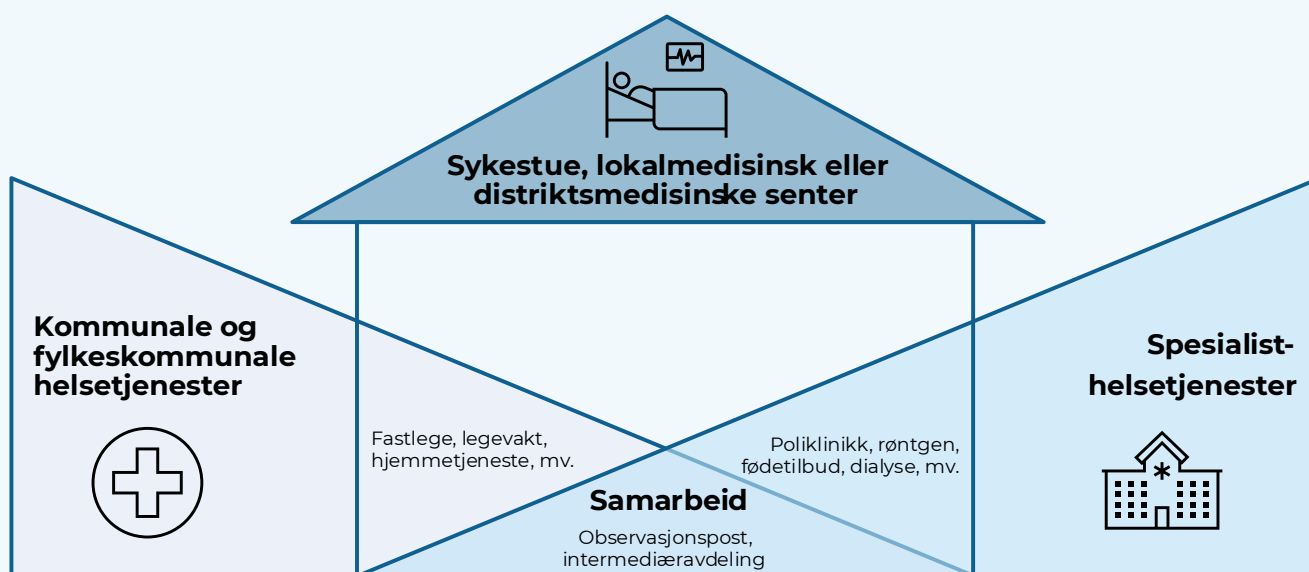 Sykestue, lokalmedisinsk eller
distriktsmedisinske senter
Kommunale og
fylkeskommunale
helsetjenester
Fastlege, legevakt,
hjemmetjeneste, mv.
Samarbeid
Observasjonspost,
intermediæravdeling
Poliklinikk, røntgen,
fødetilbud, dialyse, mv.
Spesialist-
helsetjenester